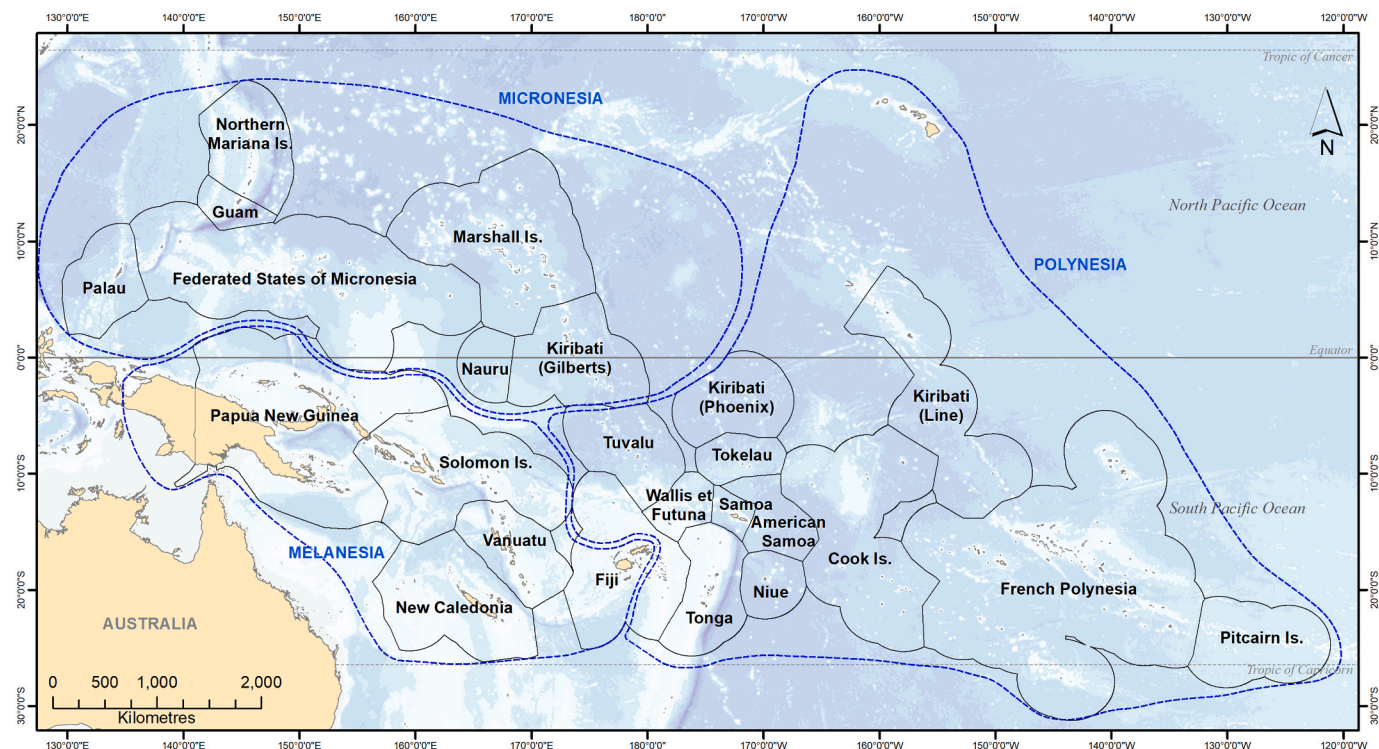 130°0'0"E 140°0'0"E 150°0'0"E 160°0'0"E 170°0'0"E 180°0'0" 170°0'0"W 160°0'0"W 150°0'0"W 140°0'0"W 130°0'0"W 120°0'0"W
Tropic of Cancer
MICRONESIA
20°0'0"N
Northern
Mariana Is.
20°0'0"N
N
Guam
North Pacific Ocean
10°0'0"N
Marshall Is.
10°0'0"N
POLYNESIA
Federated States of Micronesia
Palau
0°0'0"
Equator
0°0'0"
Nauru
Kiribati
(Gilberts)
Kiribati
(Phoenix)
Kiribati
(Line)
Papua New Guinea
Tuvalu
Tokelau
Solomon Is.
10°0'0"S
10°0'0"S
Wallis et
Futuna
Samoa
American
Samoa
South Pacific Ocean
Vanuatu
MELANESIA
Cook Is.
Fiji
20°0'0"S
Niue
French Polynesia
20°0'0"S
New Caledonia
Tonga
AUSTRALIA
Pitcairn Is.
Tropic of Capricorn
0 500 1,000 2,000
Kilometres
30°0'0"S
30°0'0"S
130°0'0"E 140°0'0"E 150°0'0"E 160°0'0"E 170°0'0"E 180°0'0" 170°0'0"W 160°0'0"W 150°0'0"W 140°0'0"W 130°0'0"W 120°0'0"W